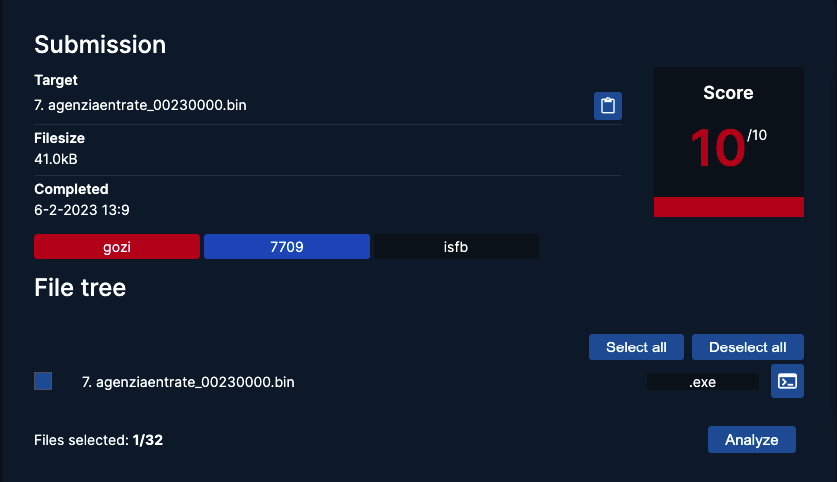 Submission
Target
7. agenziaentrate_00230000.bin
Filesize
41.0kB
Completed
6-2-2023 13:9
gozi 7709 isfb
Score
10/10
File tree
Select all Deselect all
7. agenziaentrate_00230000.bin .exe
Files selected: 1/32 Analyze